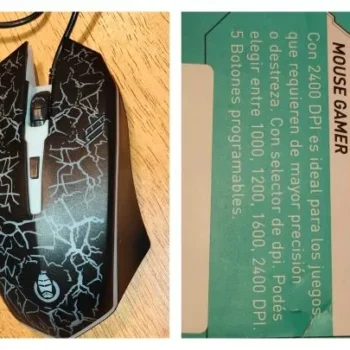 MOUSE GAMER
Con 2400 DPI es ideal para los juegos
que requieren de mayor precisión
o destreza. Con selector de dpi. Podés
elegir entre 1000, 1200, 1600, 2400 DPI.
5 Botones programables.